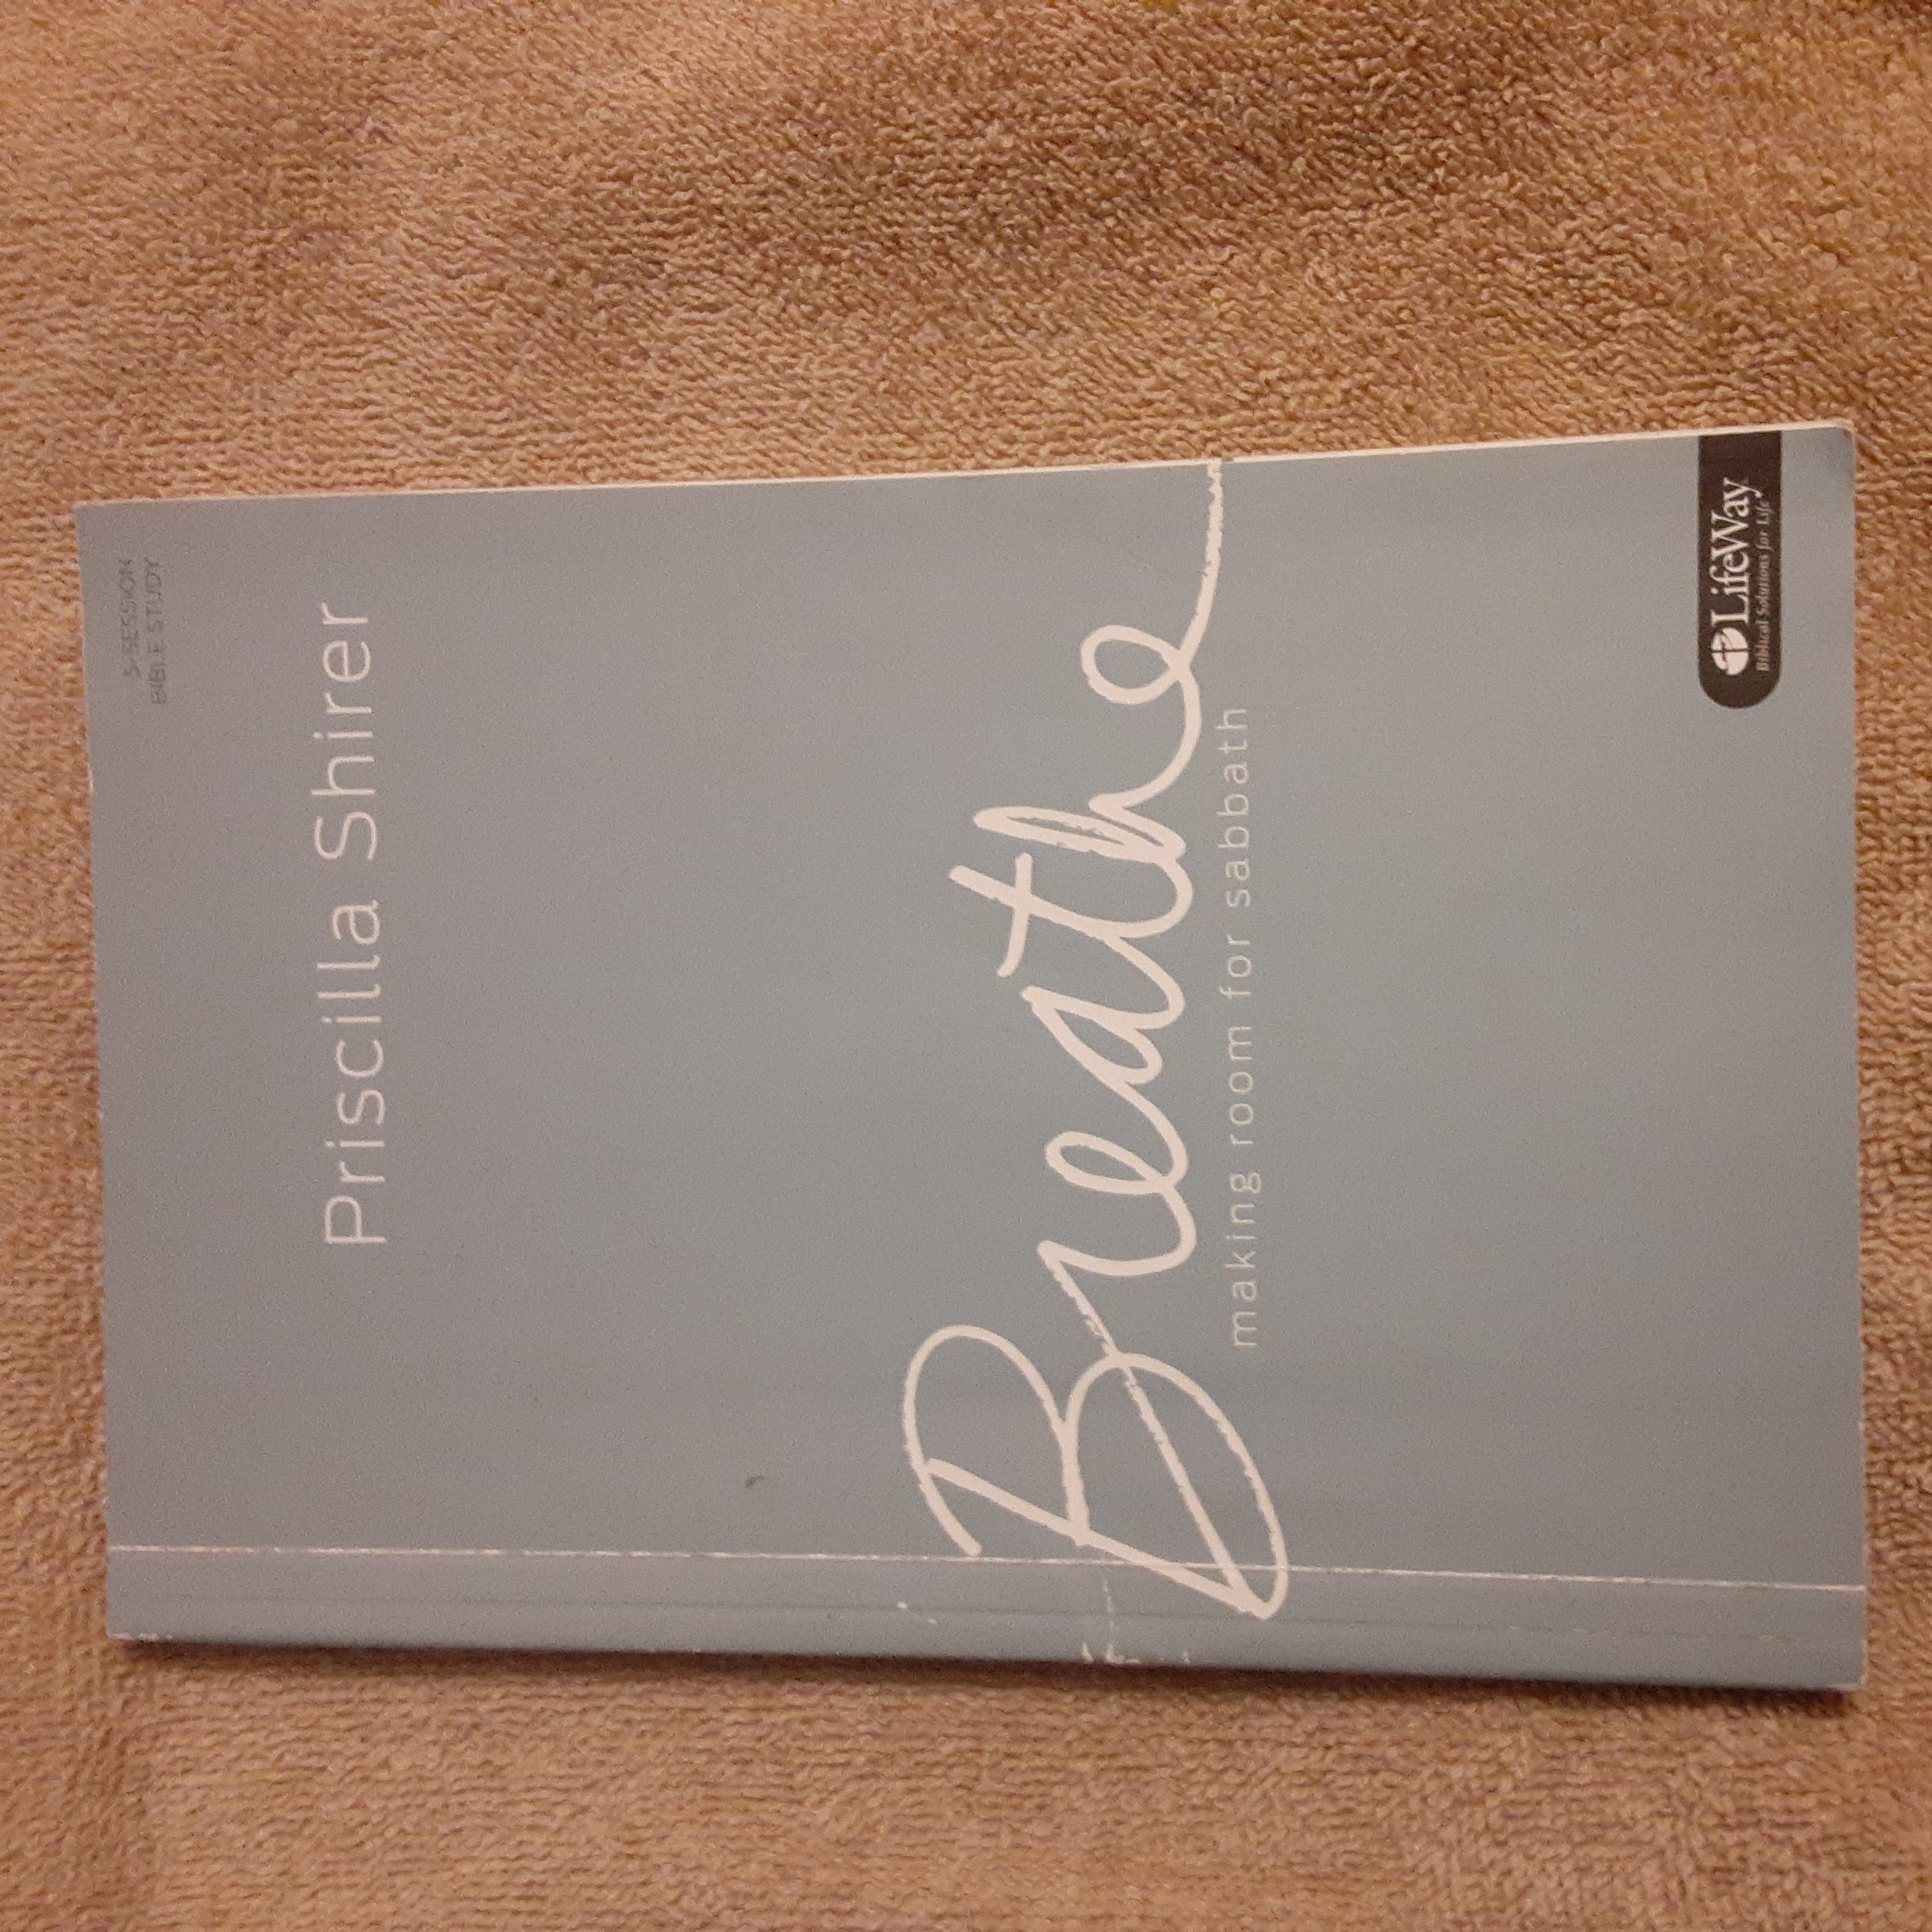 5-SESSION
BIBLE STUDY
Priscilla Shirer
Breathe
making room for sabbath
LifeWay
Biblical Solutions for Life